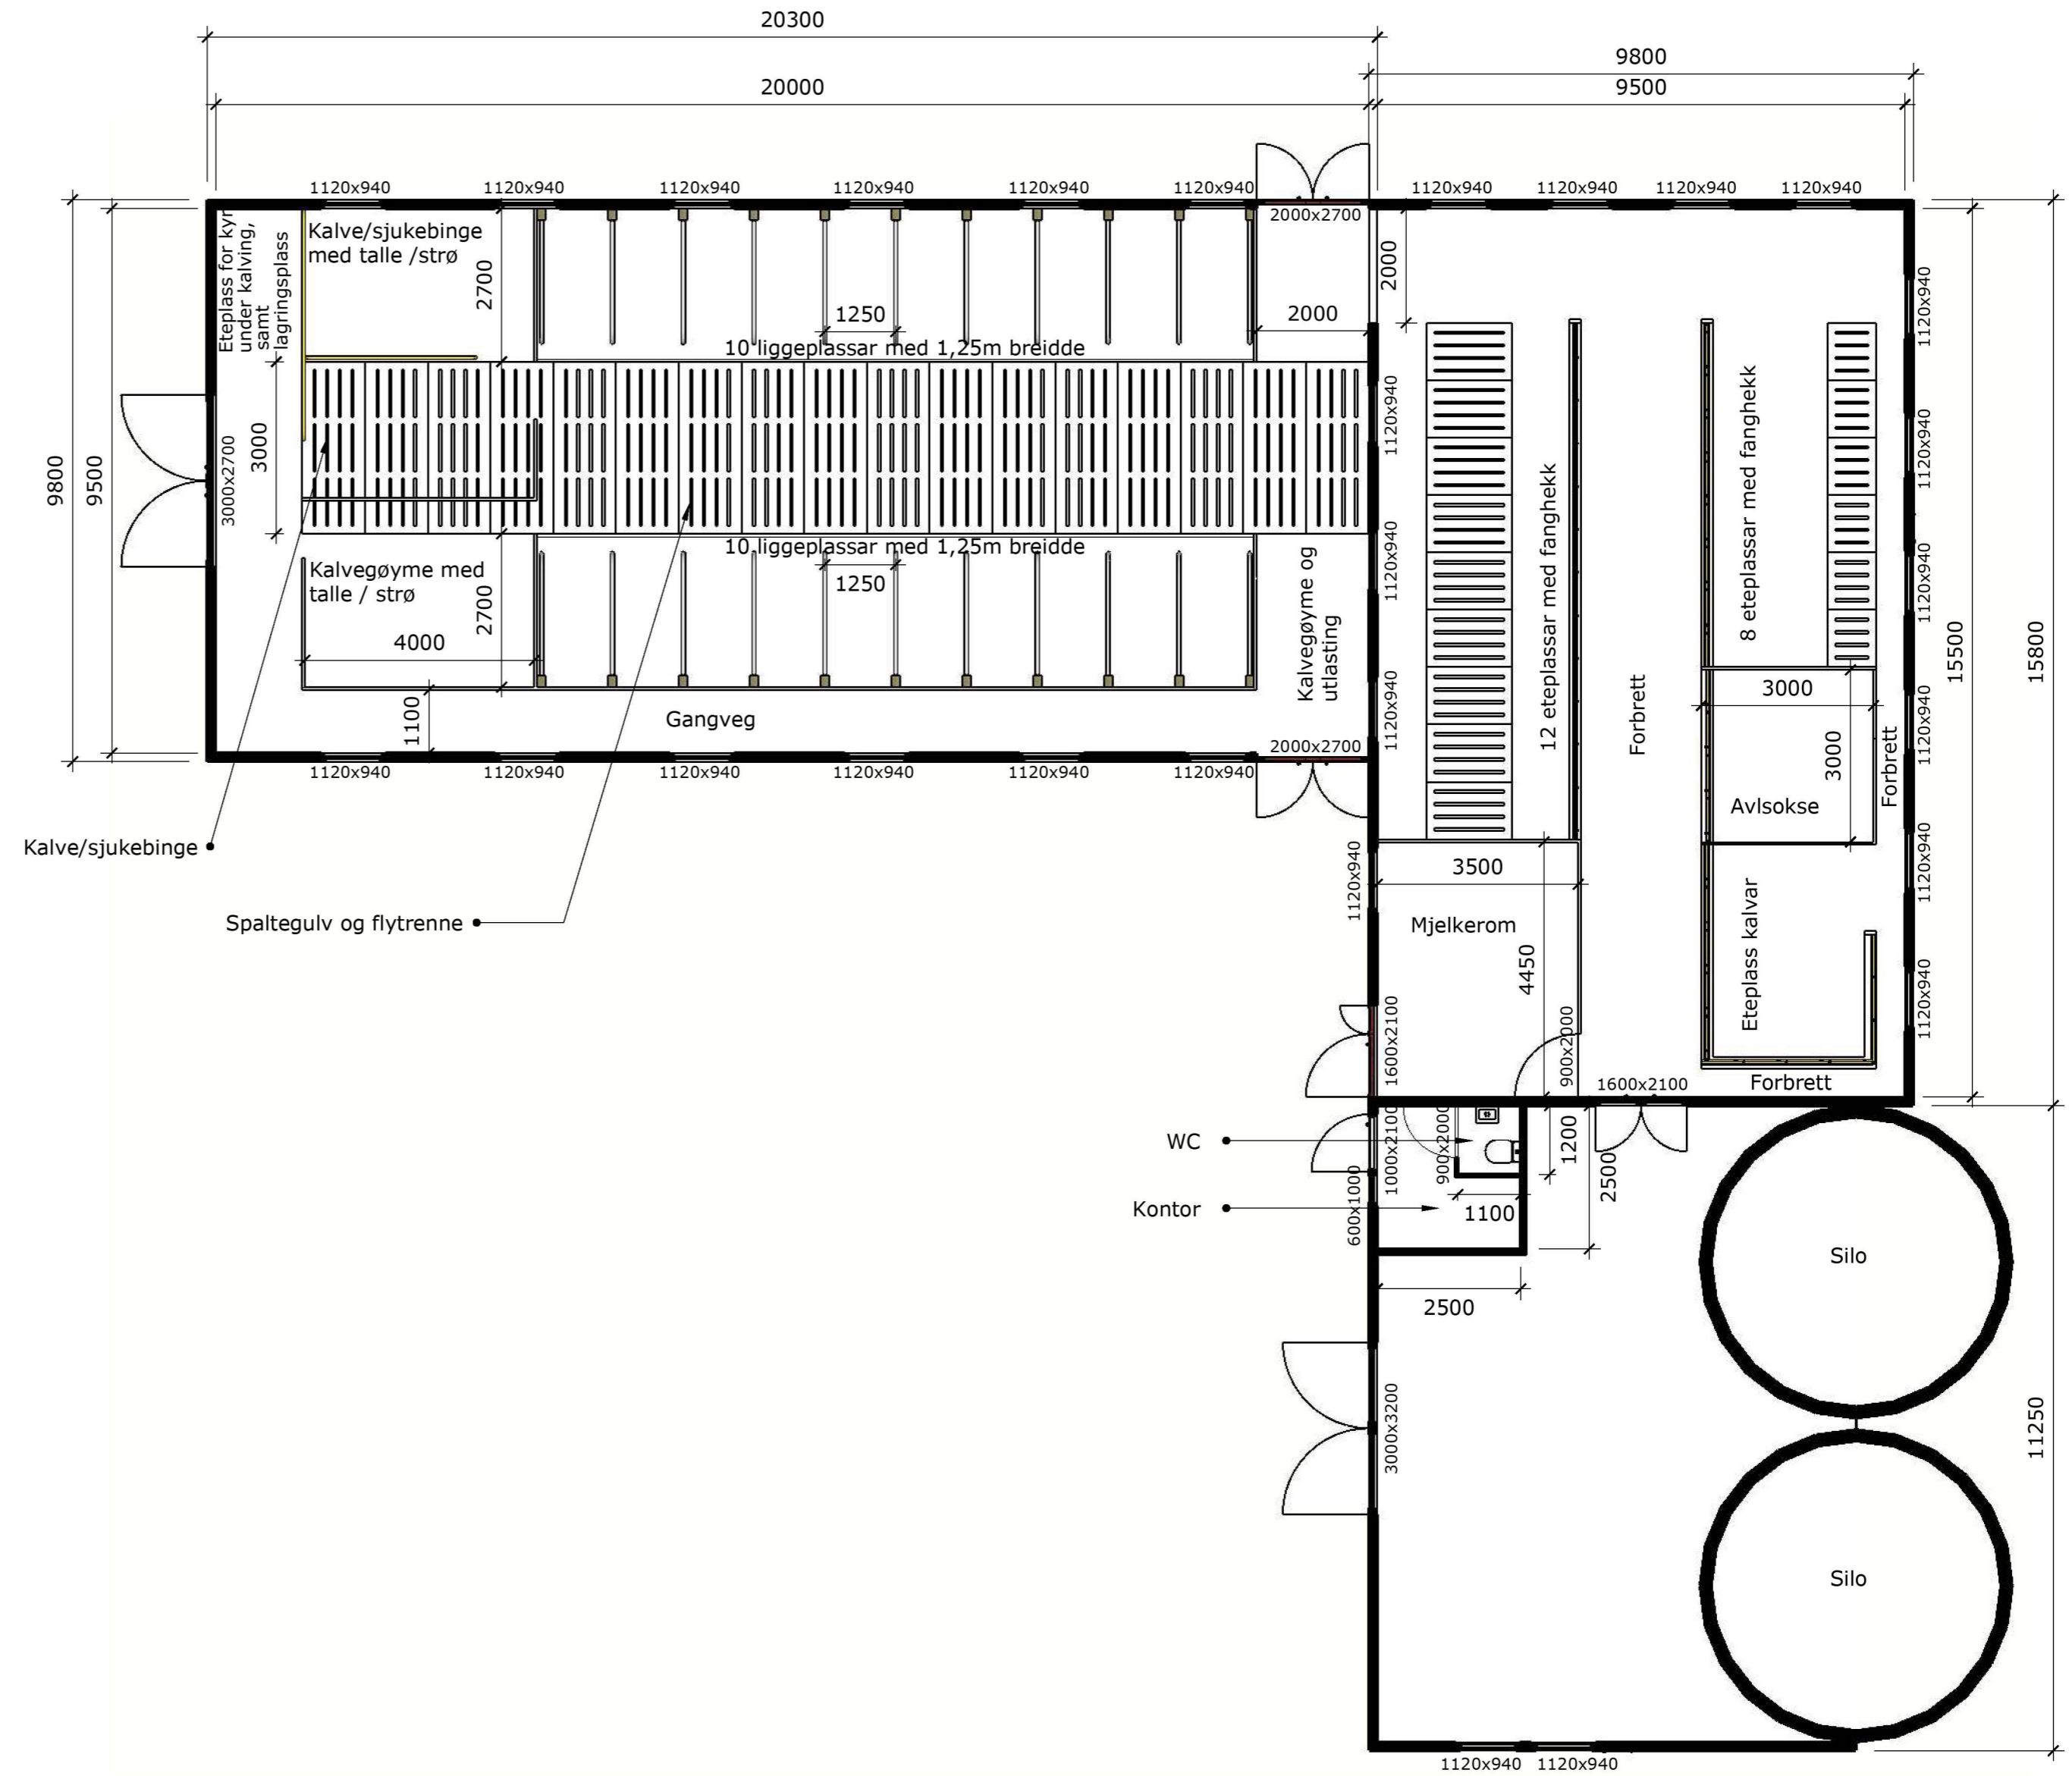 20300
9800
20000
9500
1120x940
1120x940
1120x940
1120x940
1120x940
1120x940
1120x940
1120x940
1120x940
1120x940
2000x2700
Eteplass for kyr
under kalving,
samt
lagringsplass
Kalve/sjukebinge
med talle /strø
2700
1250
2000
2000
10 liggeplassar med 1,25m breidde
9800
9500
3000x2700
3000
10 liggeplassar med 1,25m breidde
1250
Kalvegøyme med
talle / strø
2700
4000
1100
Gangveg
Kalvegøyme og
utlasting
2000x2700
1120x940
1120x940
1120x940
1120x940
1120x940
1120x940
1120x940
1120x940
1120x940
12 eteplassar med fanghekk
Forbrett
8 eteplassar med fanghekk
3000
3000
Avlsokse
Forbrett
1120x940
1120x940
1120x940
1120x940
1120x940
1120x940
15500
15800
Kalve/sjukebinge
Spaltegulv og flytrenne
1120x940
3500
Mjelkerom
4450
1600x2100
900x2000
Eteplass kalvar
1600x2100
Forbrett
WC
1000x2100
900x2000
1200
2500
Kontor
600x1000
1100
2500
Silo
3000x3200
11250
Silo
1120x940
1120x940